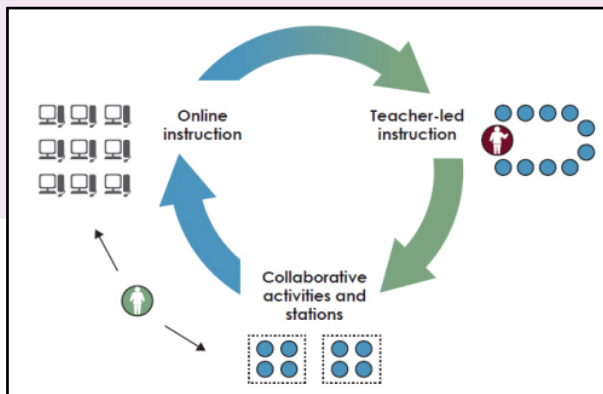 Online
instruction
Teacher-led
instruction
Collaborative
activities and
stations